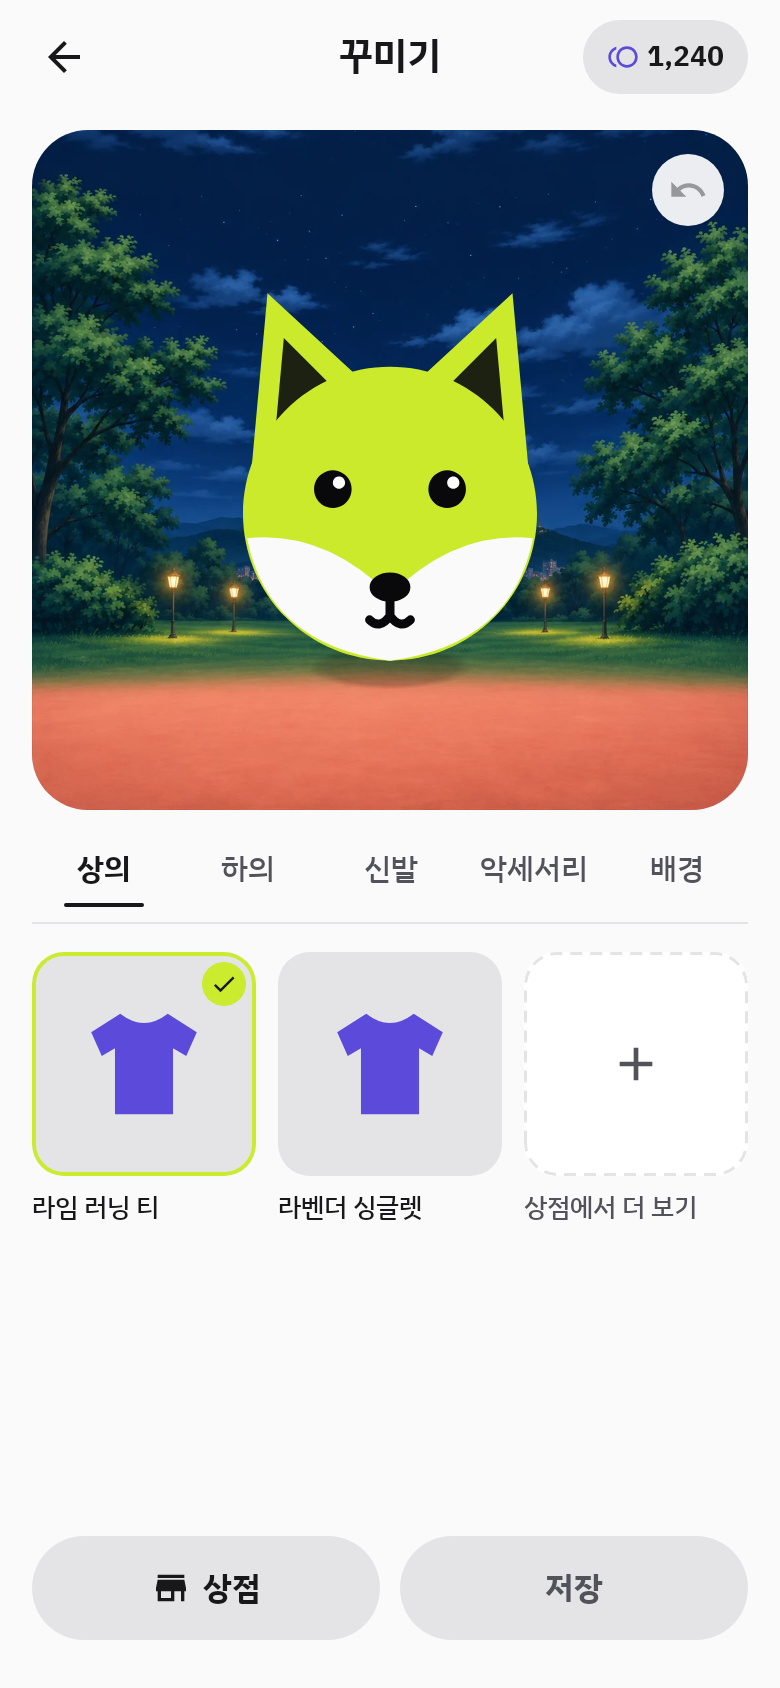 꾸미기
1,240
상의
하의
신발
악세서리
배경
라임 러닝 티
라벤더 싱글렛
상점에서 더 보기
상점
저장